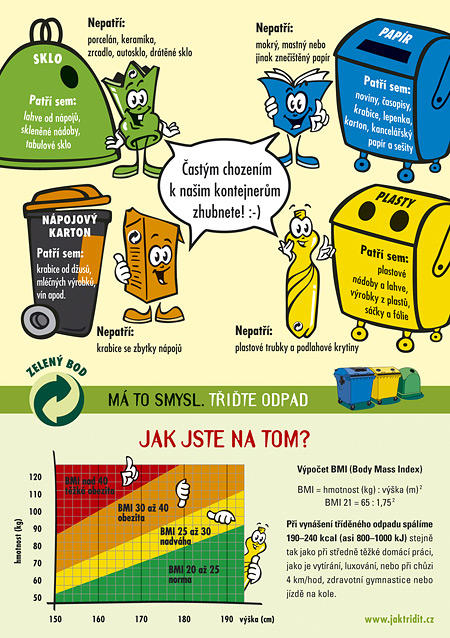 Nepatří:
porcelán, keramika,
zrcadlo, autosklo, drátěné sklo
SKLO
Patří sem:
lahve od nápojů,
skleněné nádoby,
tabulové sklo
Nepatří:
mokrý, mastný nebo
jinak znečištěný papír
PAPÍR
Patří sem:
noviny, časopisy,
krabice, lepenka,
karton, kancelářský
papír a sešity
Častým chozením
k našim kontejnerům
zhubnete! :-)
NÁPOJOVÝ
KARTON
Patří sem:
krabice od džusů,
mléčných výrobků,
vín apod.
Nepatří:
krabice se zbytky nápojů
PLASTY
Patří sem:
plastové
nádoby a lahve,
výrobky z plastů,
sáčky a fólie
Nepatří:
plastové trubky a podlahové krytiny
ZELENÝ BOD
MÁ TO SMYSL. TŘIĎTE ODPAD
JAK JSTE NA TOM?
hmotnost (kg)
120
110
100
90
80
70
60
50
BMI nad 40
těžká obezita
BMI 30 až 40
obezita
BMI 25 až 30
nadváha
BMI 20 až 25
norma
150 160 170 180 190 výška (cm)
Výpočet BMI (Body Mass Index)
BMI = hmotnost (kg) : výška (m)²
BMI 21 = 65 : 1,75²
Při vynášení tříděného odpadu spálíme
190–240 kcal (asi 800–1000 kJ) stejně
tak jako při středně těžké domácí práci,
jako je vytírání, luxování, nebo při chůzi
4 km/hod, zdravotní gymnastice nebo
jízdě na kole.
www.jaktridit.cz